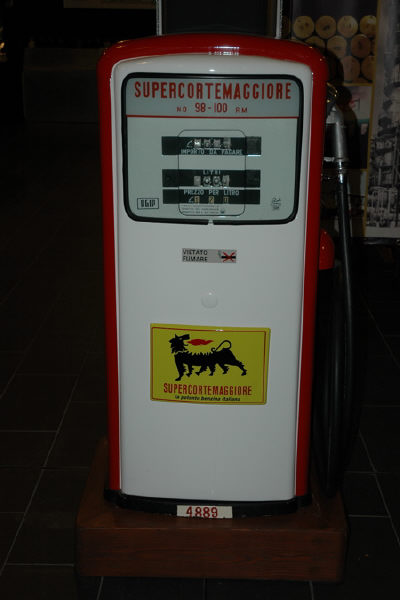 SUPERCORTEMAGGIORE
NO 98-100 RM
IMPORTO DA PAGARE
LITRI
PREZZO PER LITRO
VIETATO
FUMARE
SUPERCORTEMAGGIORE
la potente benzina italiana
4889